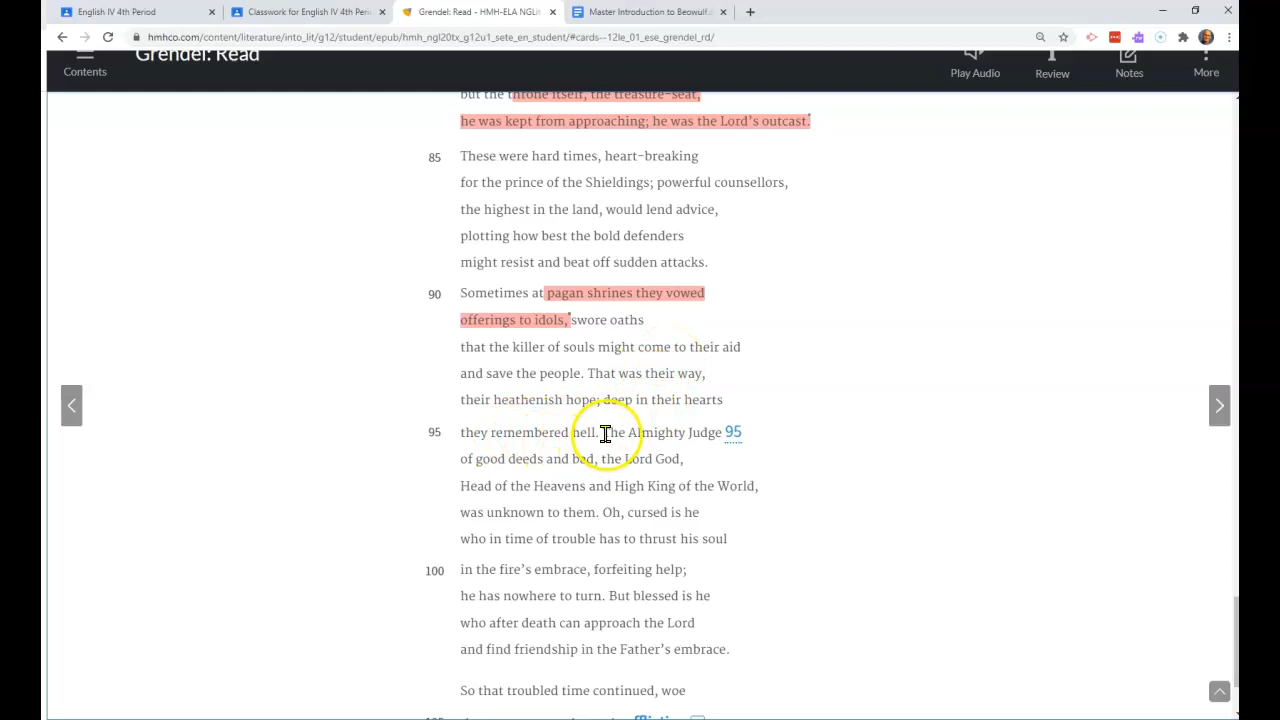 English IV 4th Period
Classwork for English IV 4th Peri
Grendel: Read - HMH-ELA NGLin
Master Introduction to Beowulf.
hmhco.com/content/literature/into_lit/g12/student/epub/hmh_ngl20tx_g12u1_sete_en_student/#cards--12le_01_ese_grendel_rd/
Contents
Grendel: Read
Play Audio
Review
Notes
More
but the throne itself, the treasure-seat,
he was kept from approaching; he was the Lord's outcast.
85 These were hard times, heart-breaking
for the prince of the Shieldings; powerful counsellors,
the highest in the land, would lend advice,
plotting how best the bold defenders
might resist and beat off sudden attacks.
90 Sometimes at pagan shrines they vowed
offerings to idols, swore oaths
that the killer of souls might come to their aid
and save the people. That was their way,
their heathenish hope; deep in their hearts
95 they remembered hell. The Almighty Judge 95
of good deeds and bad, the Lord God,
Head of the Heavens and High King of the World,
was unknown to them. Oh, cursed is he
who in time of trouble has to thrust his soul
100 in the fire's embrace, forfeiting help;
he has nowhere to turn. But blessed is he
who after death can approach the Lord
and find friendship in the Father's embrace.
So that troubled time continued, woe